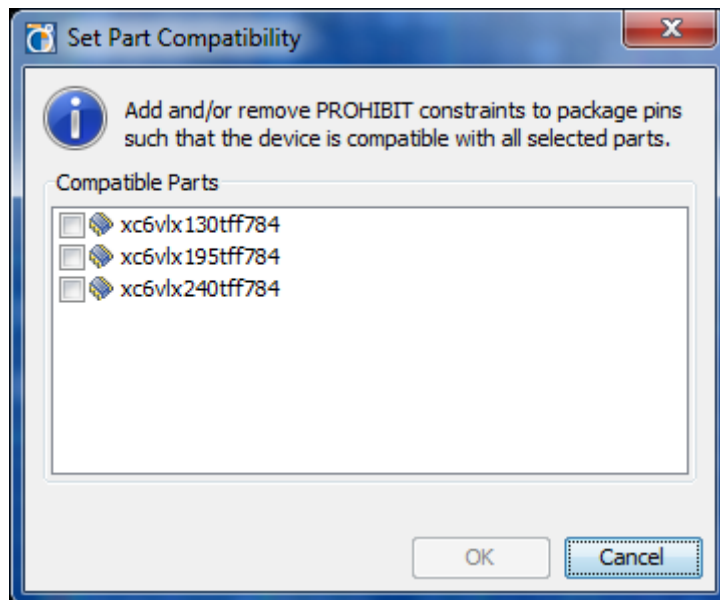 Set Part Compatibility
Add and/or remove PROHIBIT constraints to package pins
such that the device is compatible with all selected parts.
Compatible Parts
xc6vlx130tff784
xc6vlx195tff784
xc6vlx240tff784
OK
Cancel